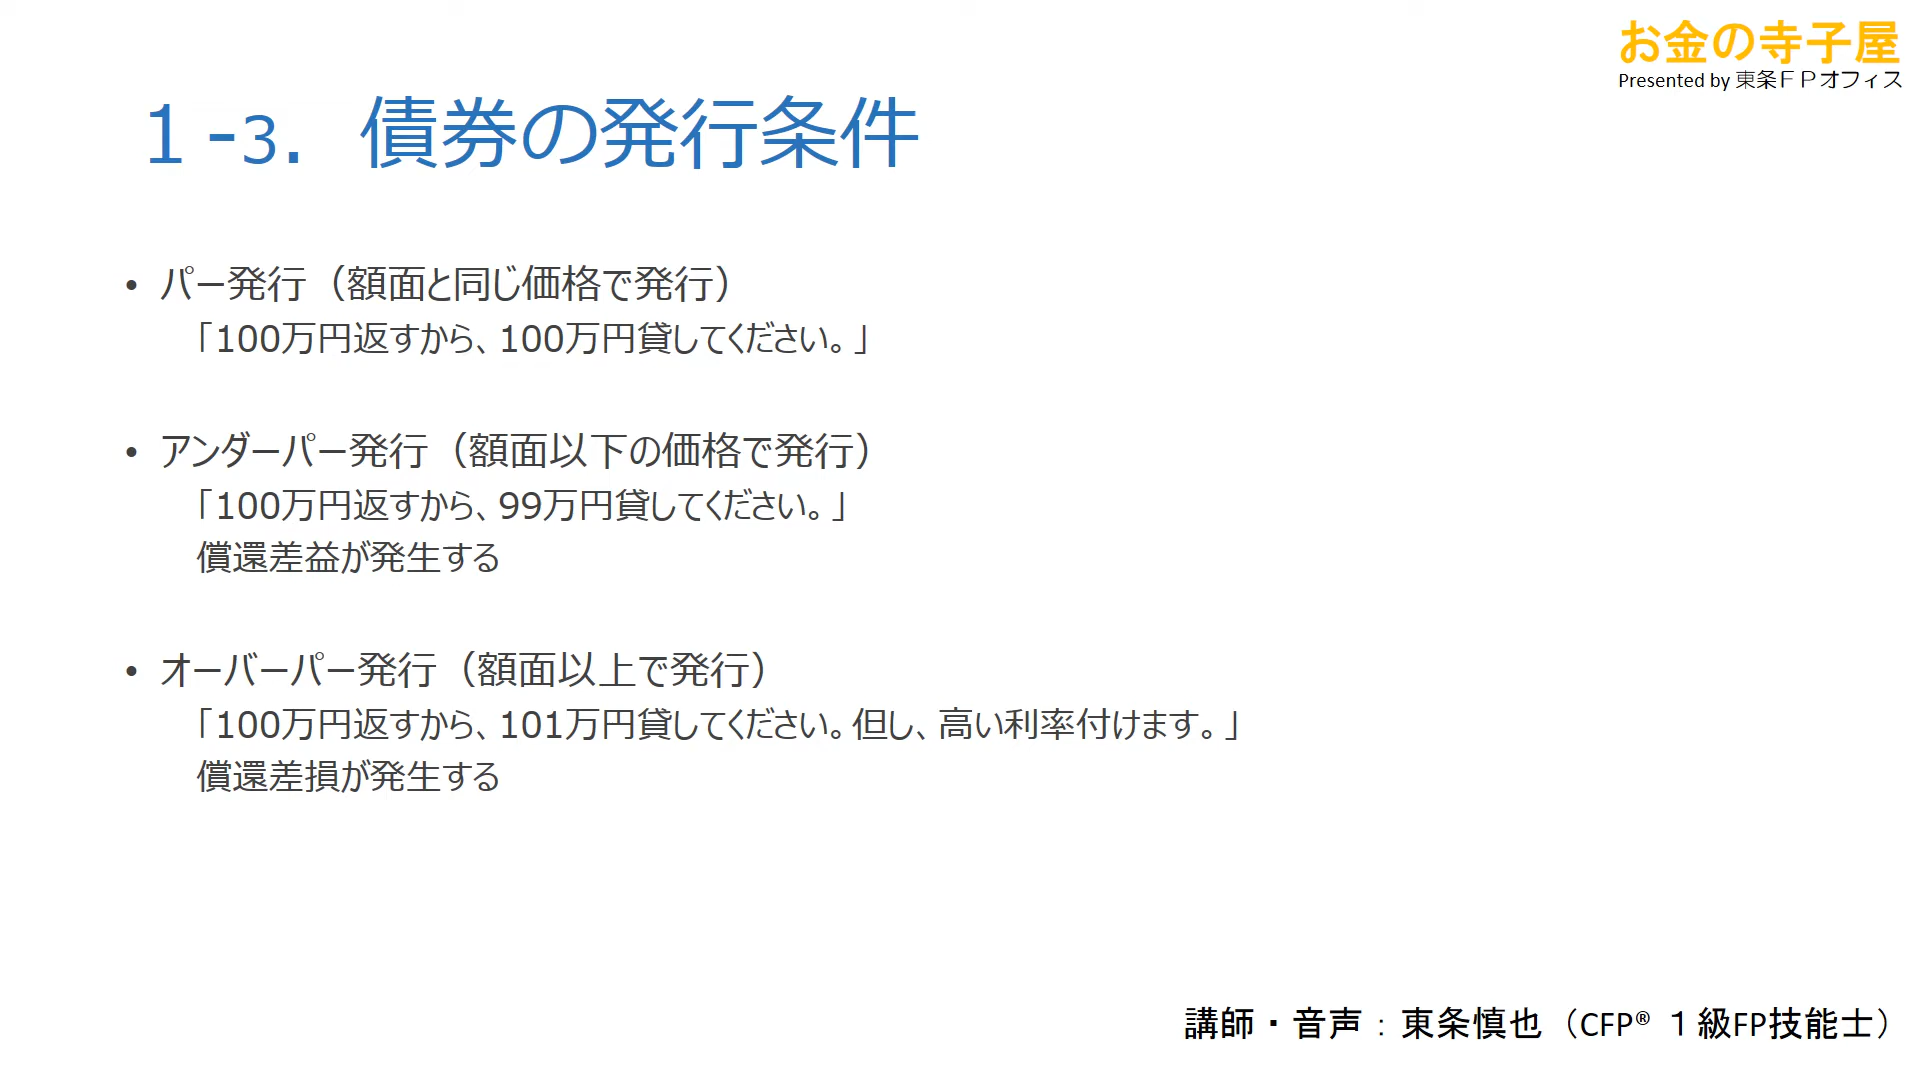 お金の寺子屋
Presented by 東条ＦＰオフィス
１-3．債券の発行条件
• パー発行（額面と同じ価格で発行）
「100万円返すから、100万円貸してください。」
• アンダーパー発行（額面以下の価格で発行）
「100万円返すから、99万円貸してください。」
償還差益が発生する
• オーバーパー発行（額面以上で発行）
「100万円返すから、101万円貸してください。但し、高い利率付けます。」
償還差損が発生する
講師・音声：東条慎也（CFP® １級FP技能士）